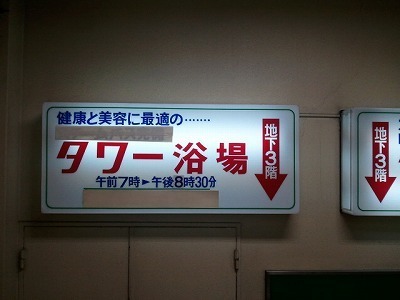 健康と美容に最適の‥‥‥
タワー浴場
午前7時►午後8時30分
地下3階
地下3階